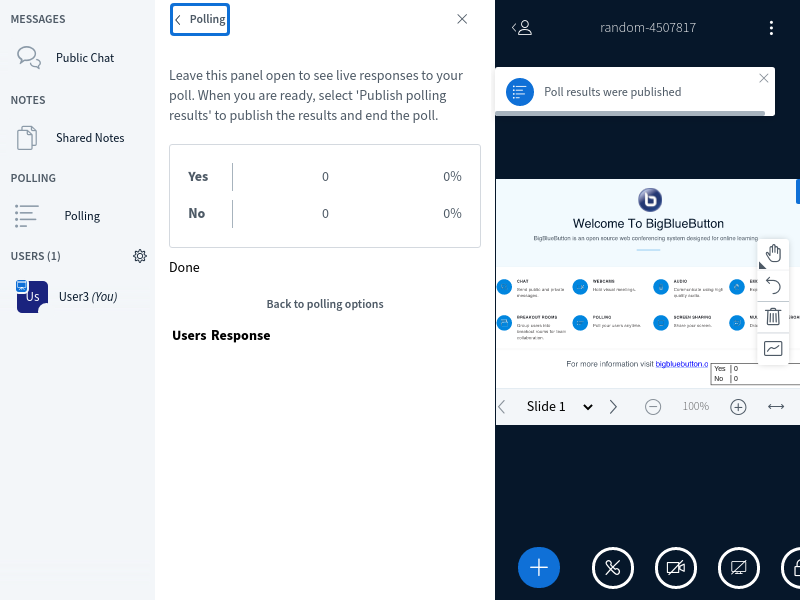 MESSAGES
Public Chat
NOTES
Shared Notes
POLLING
Polling
USERS (1)
Us
User3 (You)
Polling
Leave this panel open to see live responses to your
poll. When you are ready, select 'Publish polling
results' to publish the results and end the poll.
Yes 0 0%
No 0 0%
Done
Back to polling options
Users Response
random-4507817
Poll results were published
b
Welcome To BigBlueButton
BigBlueButton is an open source web conferencing system designed for online learning
CHAT
Send public and private
messages.
WEBCAMS
Hold visual meetings.
AUDIO
Communicate using high
quality audio.
BREAKOUT ROOMS
Group users into
breakout rooms for team
collaboration.
POLLING
Poll your users anytime.
SCREEN SHARING
Share your screen.
For more information visit bigbluebutton.o
Yes 0
No 0
Slide 1
100%